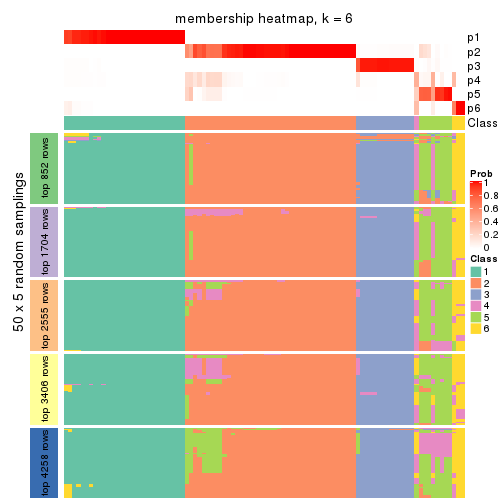 membership heatmap, k = 6
p1
p2
p3
p4
p5
p6
Class
50 x 5 random samplings
top 852 rows
top 1704 rows
top 2555 rows
top 3406 rows
top 4258 rows
Prob
1
0.8
0.6
0.4
0.2
0
Class
1
2
3
4
5
6